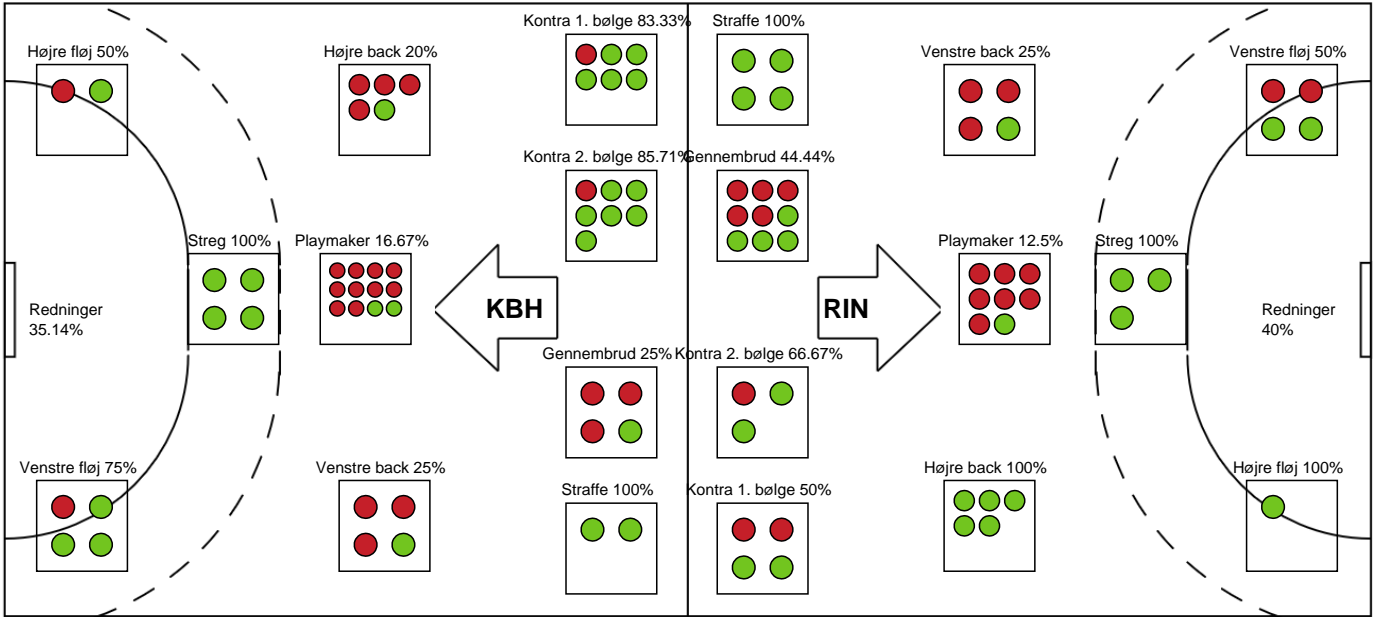 Kontra 1. bølge 83.33%
Straffe 100%
Højre fløj 50%
Højre back 20%
Venstre back 25%
Venstre fløj 50%
Kontra 2. bølge 85.71%
Gennembrud 44.44%
Streg 100%
Playmaker 16.67%
Playmaker 12.5%
Streg 100%
Redninger
35.14%
KBH
RIN
Redninger
40%
Gennembrud 25%
Kontra 2. bølge 66.67%
Venstre fløj 75%
Venstre back 25%
Højre back 100%
Højre fløj 100%
Straffe 100%
Kontra 1. bølge 50%